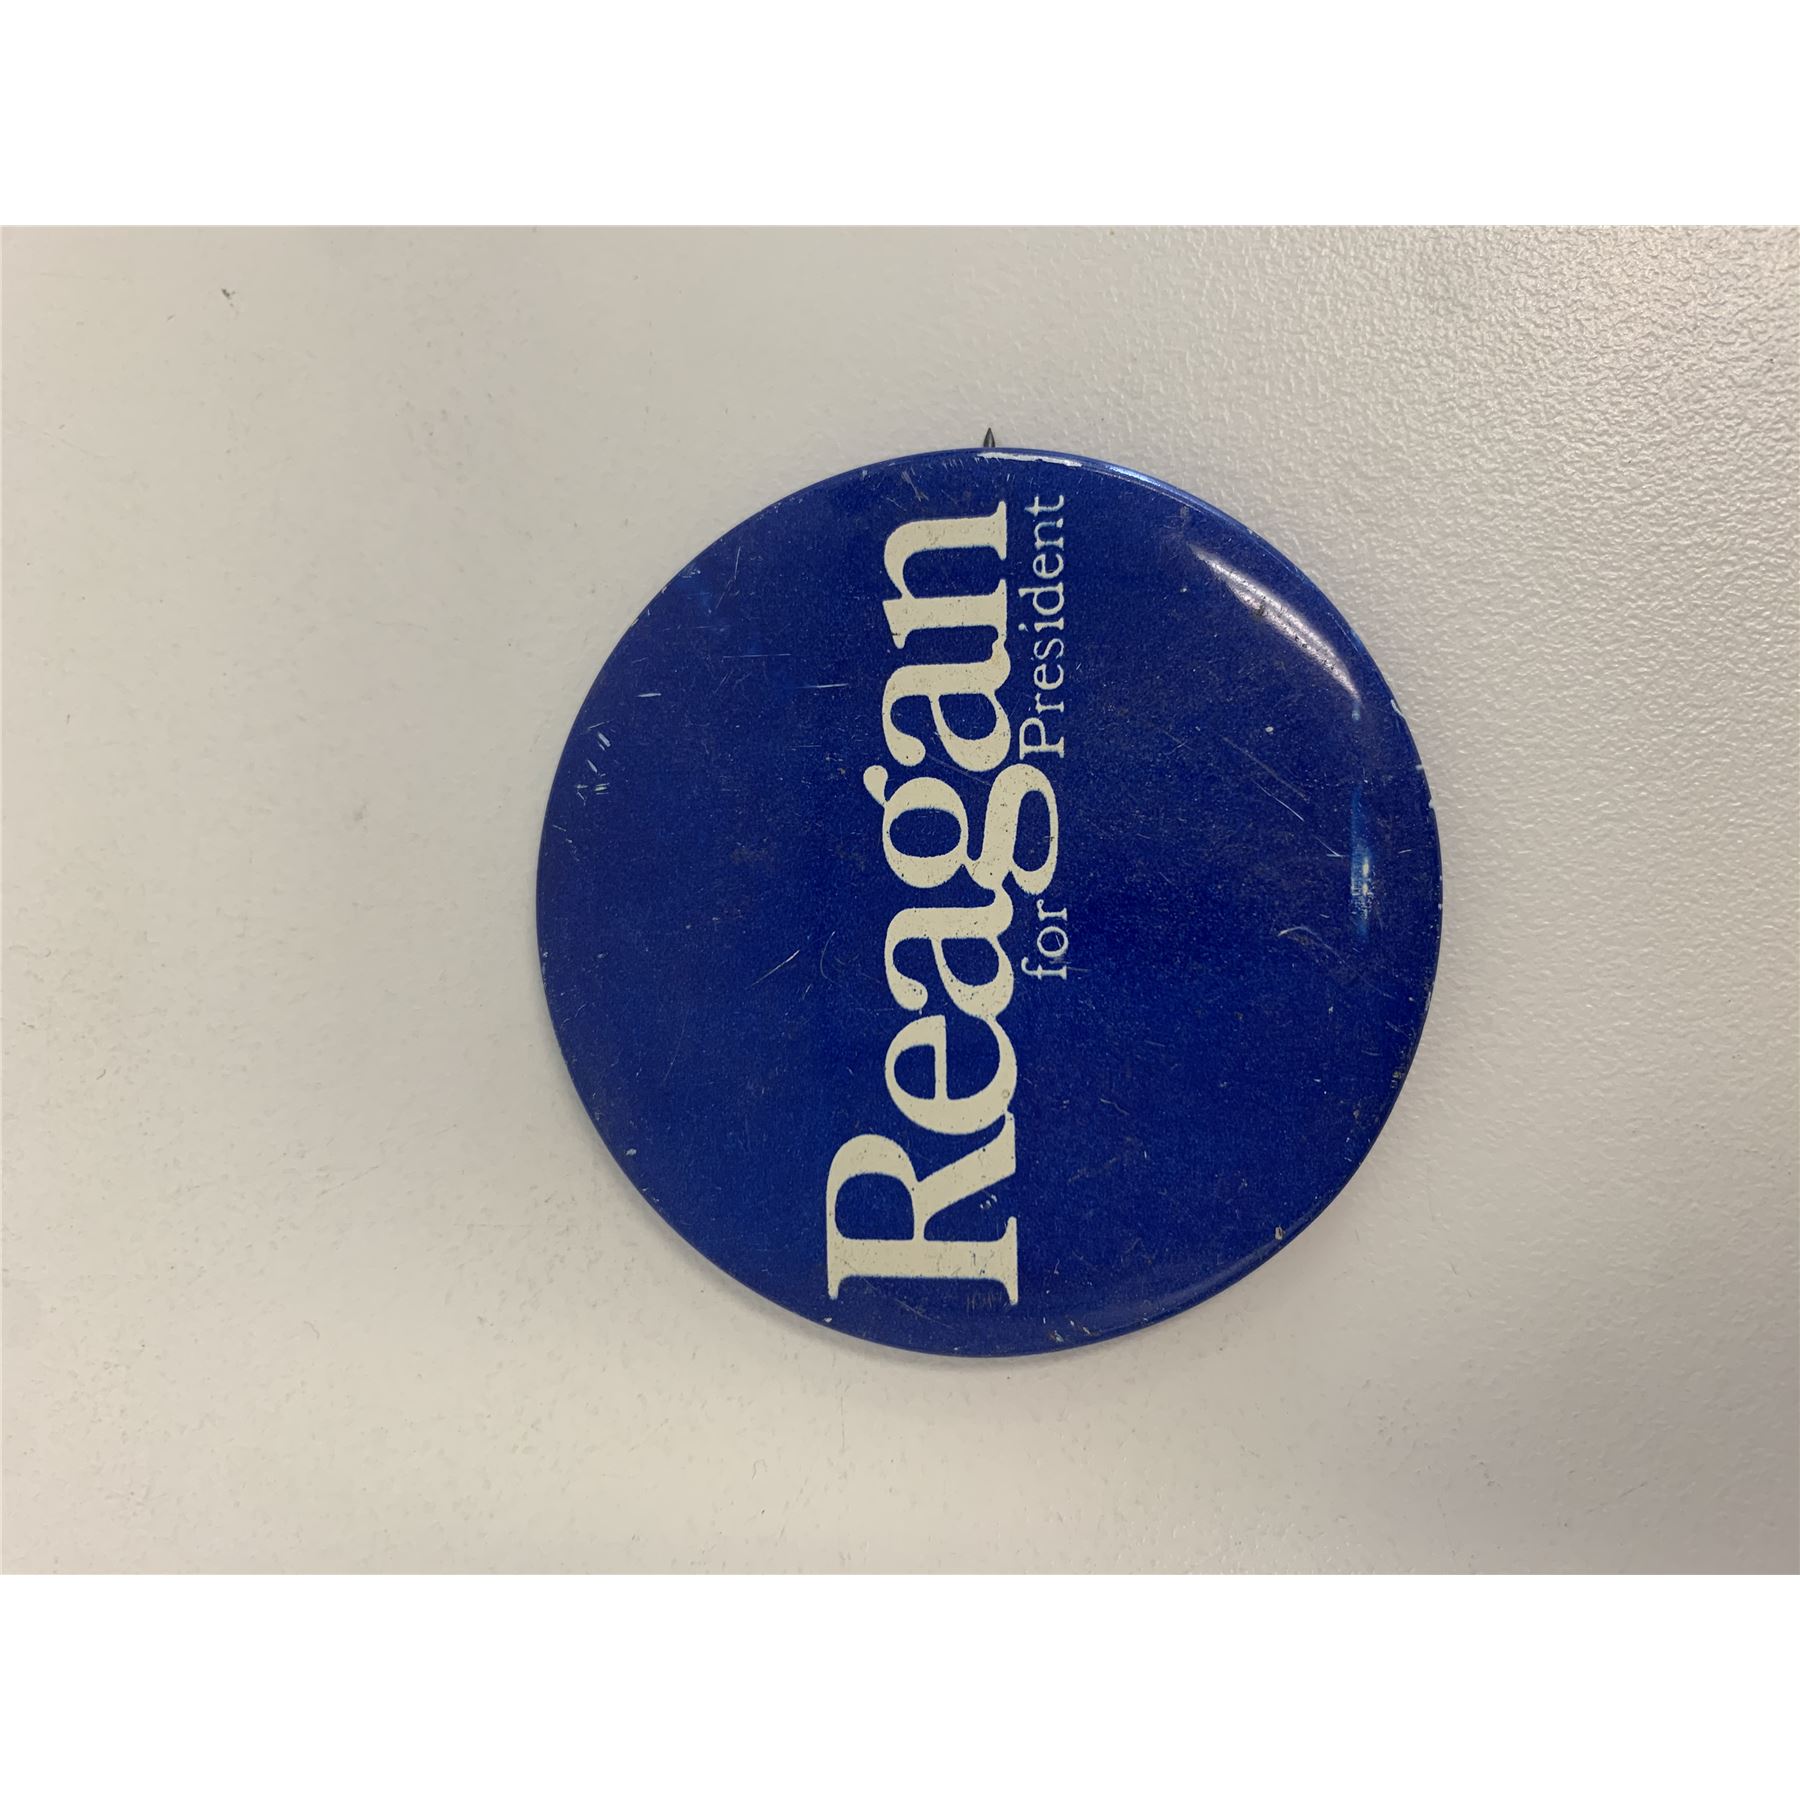 Reagan
for President